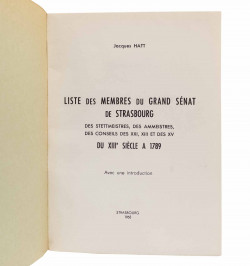 Jacques HATT
LISTE DES MEMBRES DU GRAND SÉNAT
DE STRASBOURG
DES STETTMEISTRES, DES AMMEISTRES,
DES CONSEILS DES XXI, XIII ET DES XV
DU XIIIe SIÈCLE A 1789
Avec une introduction
STRASBOURG